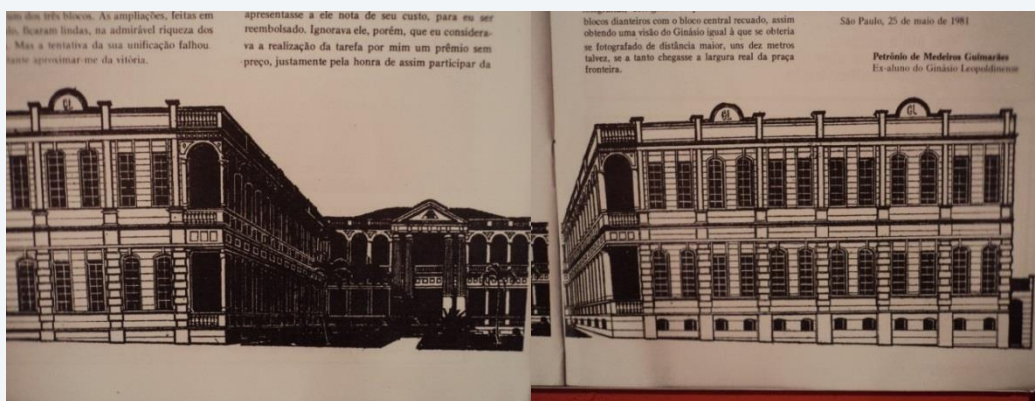 dos três blocos. As ampliações, feitas em
ficaram lindas, na admirável riqueza dos
Mas a tentativa da sua unificação falhou.
aproximar-me da vitória.
apresentasse a ele nota de seu custo, para eu ser
reembolsado. Ignorava ele, porém, que eu considera-
va a realização da tarefa por mim um prêmio sem
preço, justamente pela honra de assim participar da
blocos dianteiros com o bloco central recuado, assim
obtendo uma visão do Ginásio igual à que se obteria
se fotografado de distância maior, uns dez metros
talvez, se a tanto chegasse a largura real da praça
fronteira.
São Paulo, 25 de maio de 1981
Petrônio de Medeiros Guimarães
Ex-aluno do Ginásio Leopoldinense
GL
GL
GL